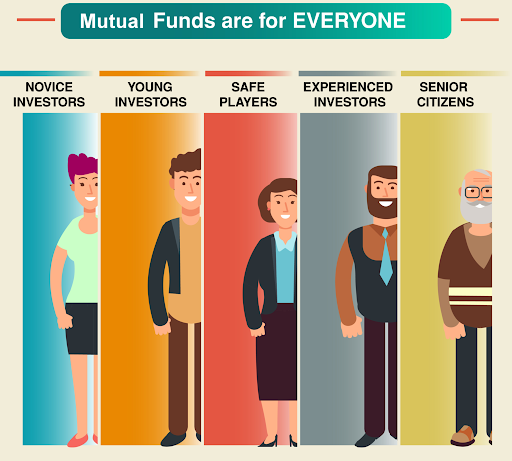 Mutual Funds are for EVERYONE
NOVICE
INVESTORS
YOUNG
INVESTORS
SAFE
PLAYERS
EXPERIENCED
INVESTORS
SENIOR
CITIZENS